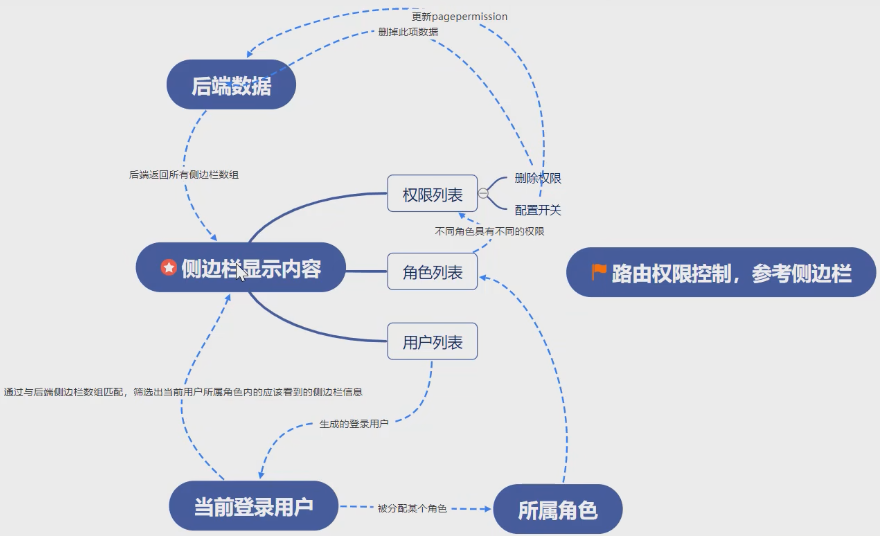 更新pagepermission
删掉此项数据
后端数据
后端返回所有侧边栏数组
删除权限
权限列表
配置开关
不同角色具有不同的权限
侧边栏显示内容
角色列表
路由权限控制，参考侧边栏
用户列表
通过与后端侧边栏数组匹配，筛选出当前用户所属角色内的应该看到的侧边栏信息
生成的登录用户
当前登录用户
被分配某个角色
所属角色